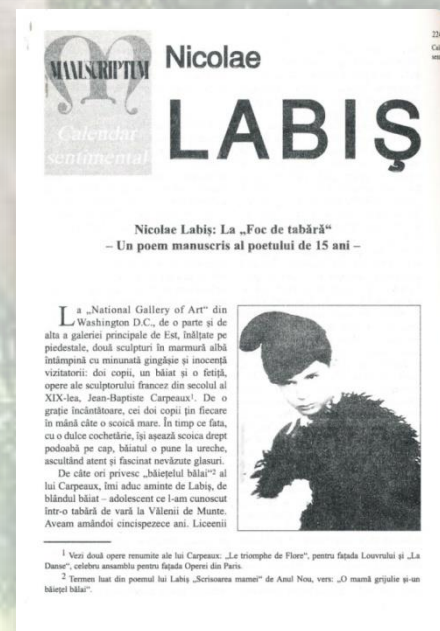 MANUSCRIPTUM
Calendar
sentimental
Nicolae
LABIŞ
Nicolae Labiş: La „Foc de tabără“
– Un poem manuscris al poetului de 15 ani –
La „National Gallery of Art“ din
Washington D.C., de o parte şi de
alta a galeriei principale de Est, înălţate pe
piedestale, două sculpturi în marmură albă
întâmpină cu minunată gingăşie şi inocenţă
vizitatorii: doi copii, un băiat şi o fetiţă,
opere ale sculptorului francez din secolul al
XIX-lea, Jean-Baptiste Carpeaux1. De o
graţie încântătoare, cei doi copii ţin fiecare
în mână câte o scoică mare. În timp ce fata,
cu o dulce cochetărie, îşi aşează scoica drept
podoabă pe cap, băiatul o pune la ureche,
ascultând atent şi fascinat nevăzute glasuri.
De câte ori privesc „băieţelul bălai“2 al
lui Carpeaux, îmi aduc aminte de Labiş, de
blândul băiat – adolescent ce l-am cunoscut
într-o tabără de vară la Vălenii de Munte.
Aveam amândoi cincisprezece ani. Liceenii
1 Vezi două opere renumite ale lui Carpeaux: „Le triomphe de Flore“, pentru faţada Louvrului şi „La
Danse“, celebru ansamblu pentru faţada Operei din Paris.
2 Termen luat din poemul lui Labiş „Scrisoarea mamei“ de Anul Nou, vers: „O mamă grijulie şi-un
băieţel bălai“.